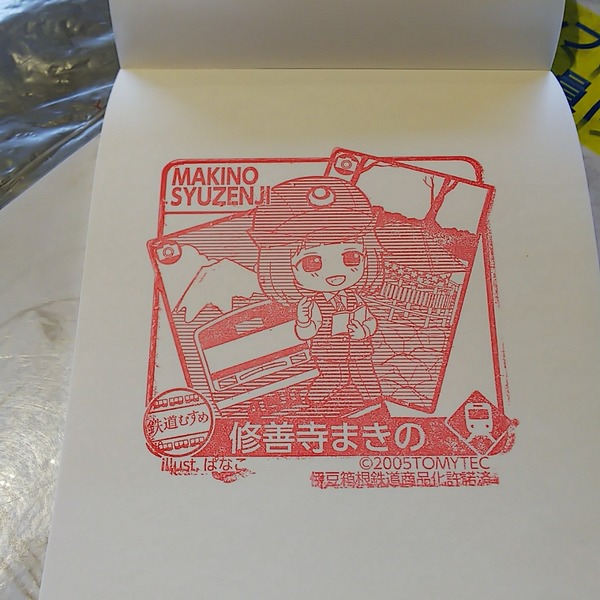 MAKINO
SYUZENJI
鉄道むすめ
修善寺まきの
illust. ぱなこ
©2005TOMYTEC
伊豆箱根鉄道商品化許諾済